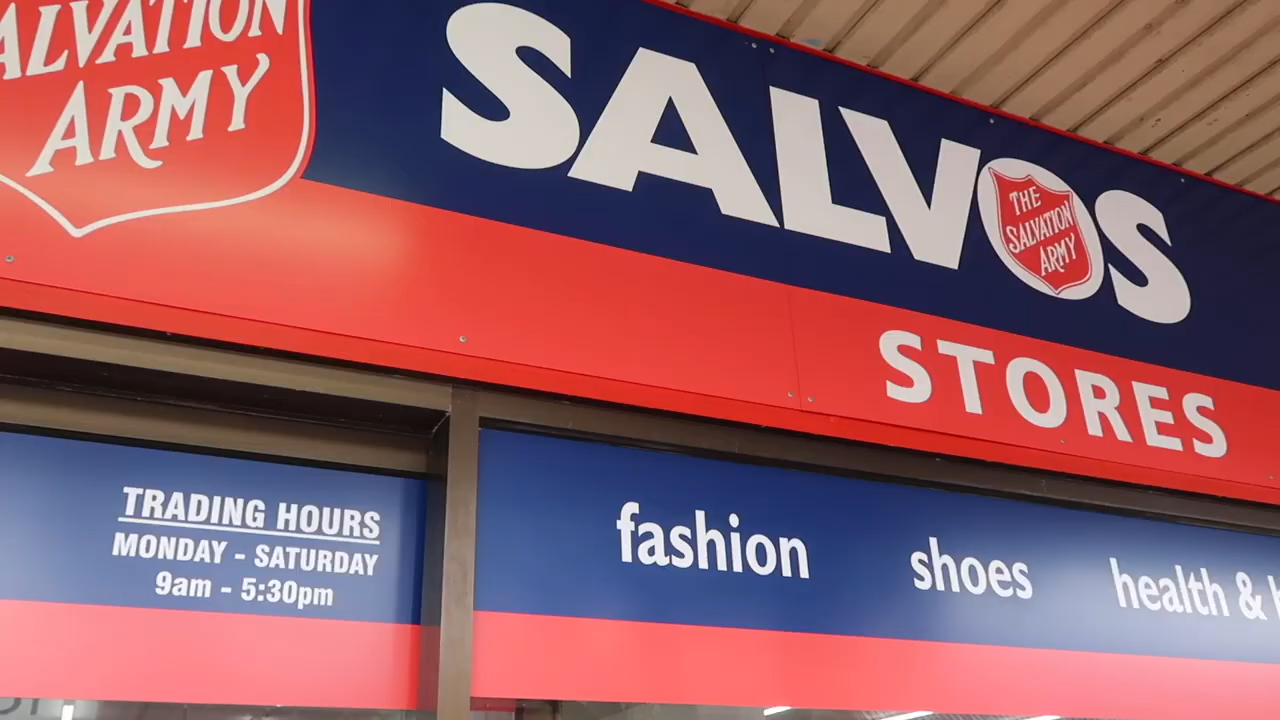 SALVATION
ARMY
SALVOS
THE
SALVATION
ARMY
STORES
TRADING HOURS
MONDAY - SATURDAY
9am - 5:30pm
fashion
shoes
health &